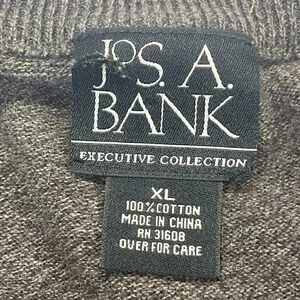 JoS. A.
BANK
EXECUTIVE COLLECTION
XL
100% COTTON
MADE IN CHINA
RN 31608
OVER FOR CARE